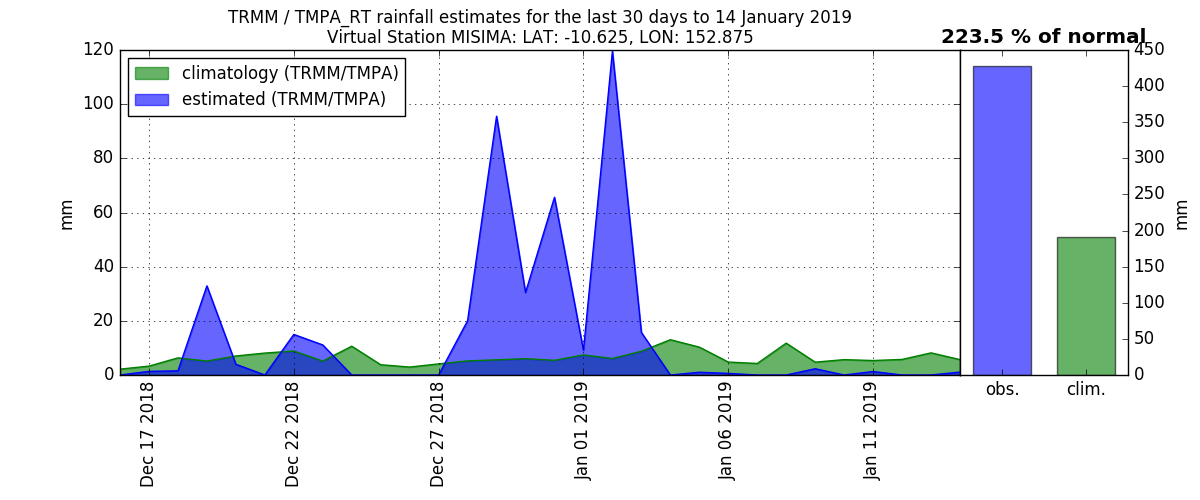 TRMM / TMPA_RT rainfall estimates for the last 30 days to 14 January 2019
Virtual Station MISIMA: LAT: -10.625, LON: 152.875
223.5 % of normal
climatology (TRMM/TMPA)
estimated (TRMM/TMPA)
120
100
80
60
40
20
0
mm
Dec 17 2018
Dec 22 2018
Dec 27 2018
Jan 01 2019
Jan 06 2019
Jan 11 2019
450
400
350
300
250
200
150
100
50
0
mm
obs.
clim.